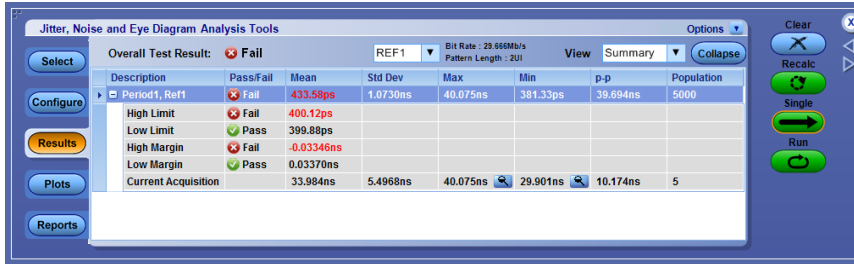 Jitter, Noise and Eye Diagram Analysis Tools
Options
Clear
X
Select
Overall Test Result: Fail
REF1
Bit Rate : 29.666Mb/s
Pattern Length : 2UI
View
Summary
Collapse
Recalc
Description Pass/Fail Mean Std Dev Max Min p-p Population
Period1, Ref1 Fail 433.58ps 1.0730ns 40.075ns 381.33ps 39.694ns 5000
Configure
High Limit Fail 400.12ps
Single
Low Limit Pass 399.88ps
Results
High Margin Fail -0.03346ns
Run
Low Margin Pass 0.03370ns
Plots
Current Acquisition 33.984ns 5.4968ns 40.075ns 29.901ns 10.174ns 5
Reports